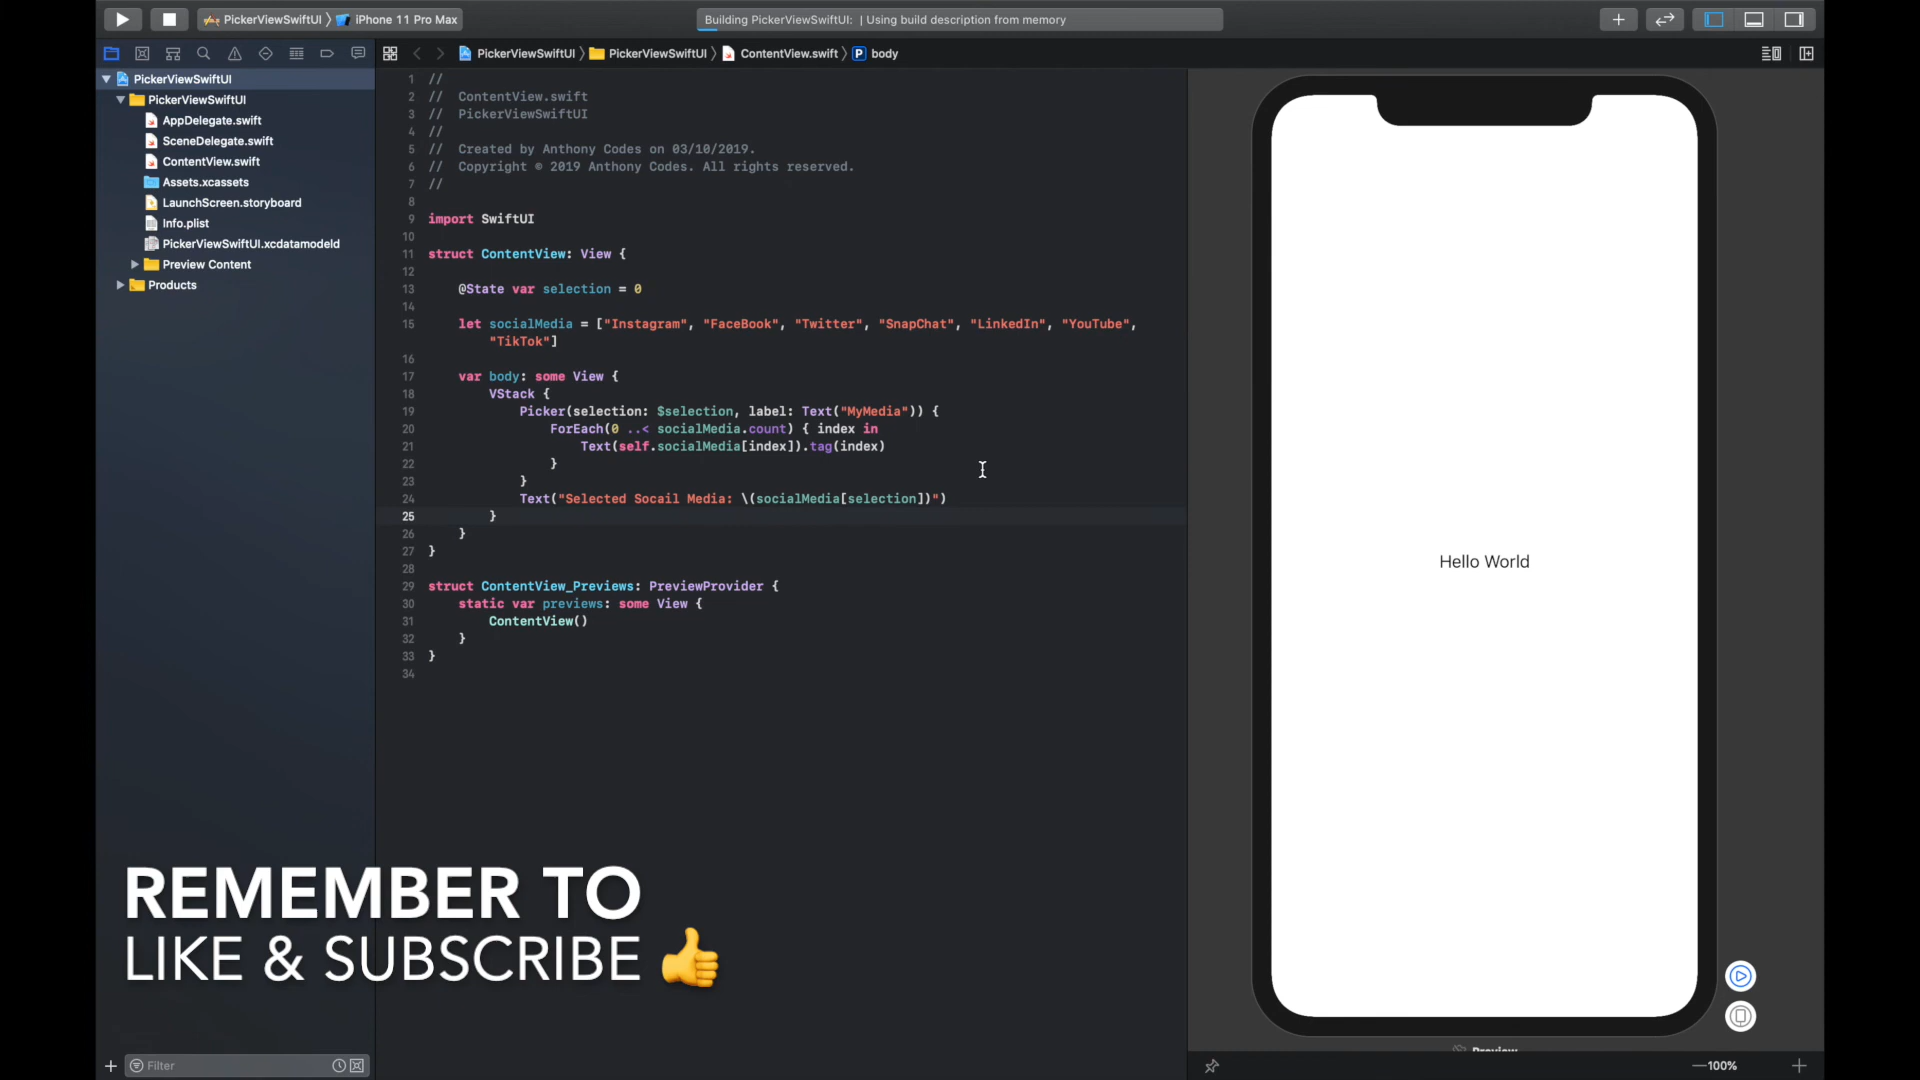 PickerViewSwiftUI 〉 iPhone 11 Pro Max
Building PickerViewSwiftUI: | Using build description from memory
PickerViewSwiftUI 〉 PickerViewSwiftUI 〉 ContentView.swift 〉 P body
PickerViewSwiftUI
PickerViewSwiftUI
AppDelegate.swift
SceneDelegate.swift
ContentView.swift
Assets.xcassets
LaunchScreen.storyboard
Info.plist
PickerViewSwiftUI.xcdatamodeld
Preview Content
Products
1 //
2 //  ContentView.swift
3 //  PickerViewSwiftUI
4 //
5 //  Created by Anthony Codes on 03/10/2019.
6 //  Copyright © 2019 Anthony Codes. All rights reserved.
7 //
8
9 import SwiftUI
10
11 struct ContentView: View {
12
13     @State var selection = 0
14
15     let socialMedia = ["Instagram", "FaceBook", "Twitter", "SnapChat", "LinkedIn", "YouTube",
"TikTok"]
16
17     var body: some View {
18         VStack {
19             Picker(selection: $selection, label: Text("MyMedia")) {
20                 ForEach(0 ..< socialMedia.count) { index in
21                     Text(self.socialMedia[index]).tag(index)
22                 }
23             }
24             Text("Selected Socail Media: \(socialMedia[selection])")
25         }
26     }
27 }
28
29 struct ContentView_Previews: PreviewProvider {
30     static var previews: some View {
31         ContentView()
32     }
33 }
34
Hello World
REMEMBER TO
LIKE & SUBSCRIBE 👍
Filter
Preview
100%